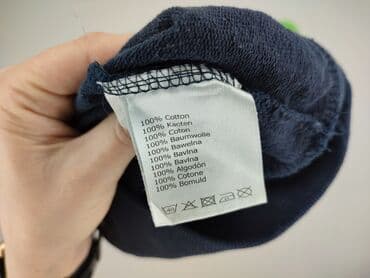 100% Cotton
100% Katoen
100% Coton
100% Baumwolle
100% Bawełna
100% Bavlna
100% Bavlna
100% Algodón
100% Cotone
100% Bomuld